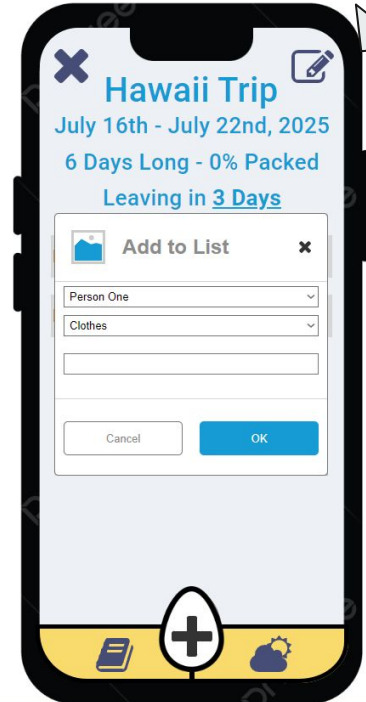 Hawaii Trip
July 16th - July 22nd, 2025
6 Days Long - 0% Packed
Leaving in 3 Days
Add to List
Person One
Clothes
Cancel OK